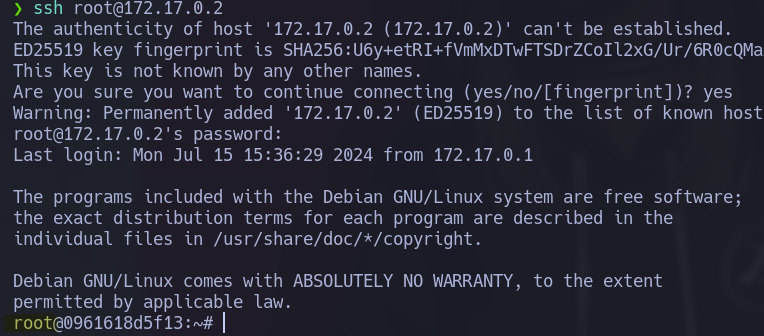 ❯ ssh root@172.17.0.2
The authenticity of host '172.17.0.2 (172.17.0.2)' can't be established.
ED25519 key fingerprint is SHA256:U6y+etRI+fVmMxDTwFTSDrZCoIl2xG/Ur/6R0cQMa
This key is not known by any other names.
Are you sure you want to continue connecting (yes/no/[fingerprint])? yes
Warning: Permanently added '172.17.0.2' (ED25519) to the list of known host
root@172.17.0.2's password:
Last login: Mon Jul 15 15:36:29 2024 from 172.17.0.1
The programs included with the Debian GNU/Linux system are free software;
the exact distribution terms for each program are described in the
individual files in /usr/share/doc/*/copyright.
Debian GNU/Linux comes with ABSOLUTELY NO WARRANTY, to the extent
permitted by applicable law.
root@0961618d5f13:~#